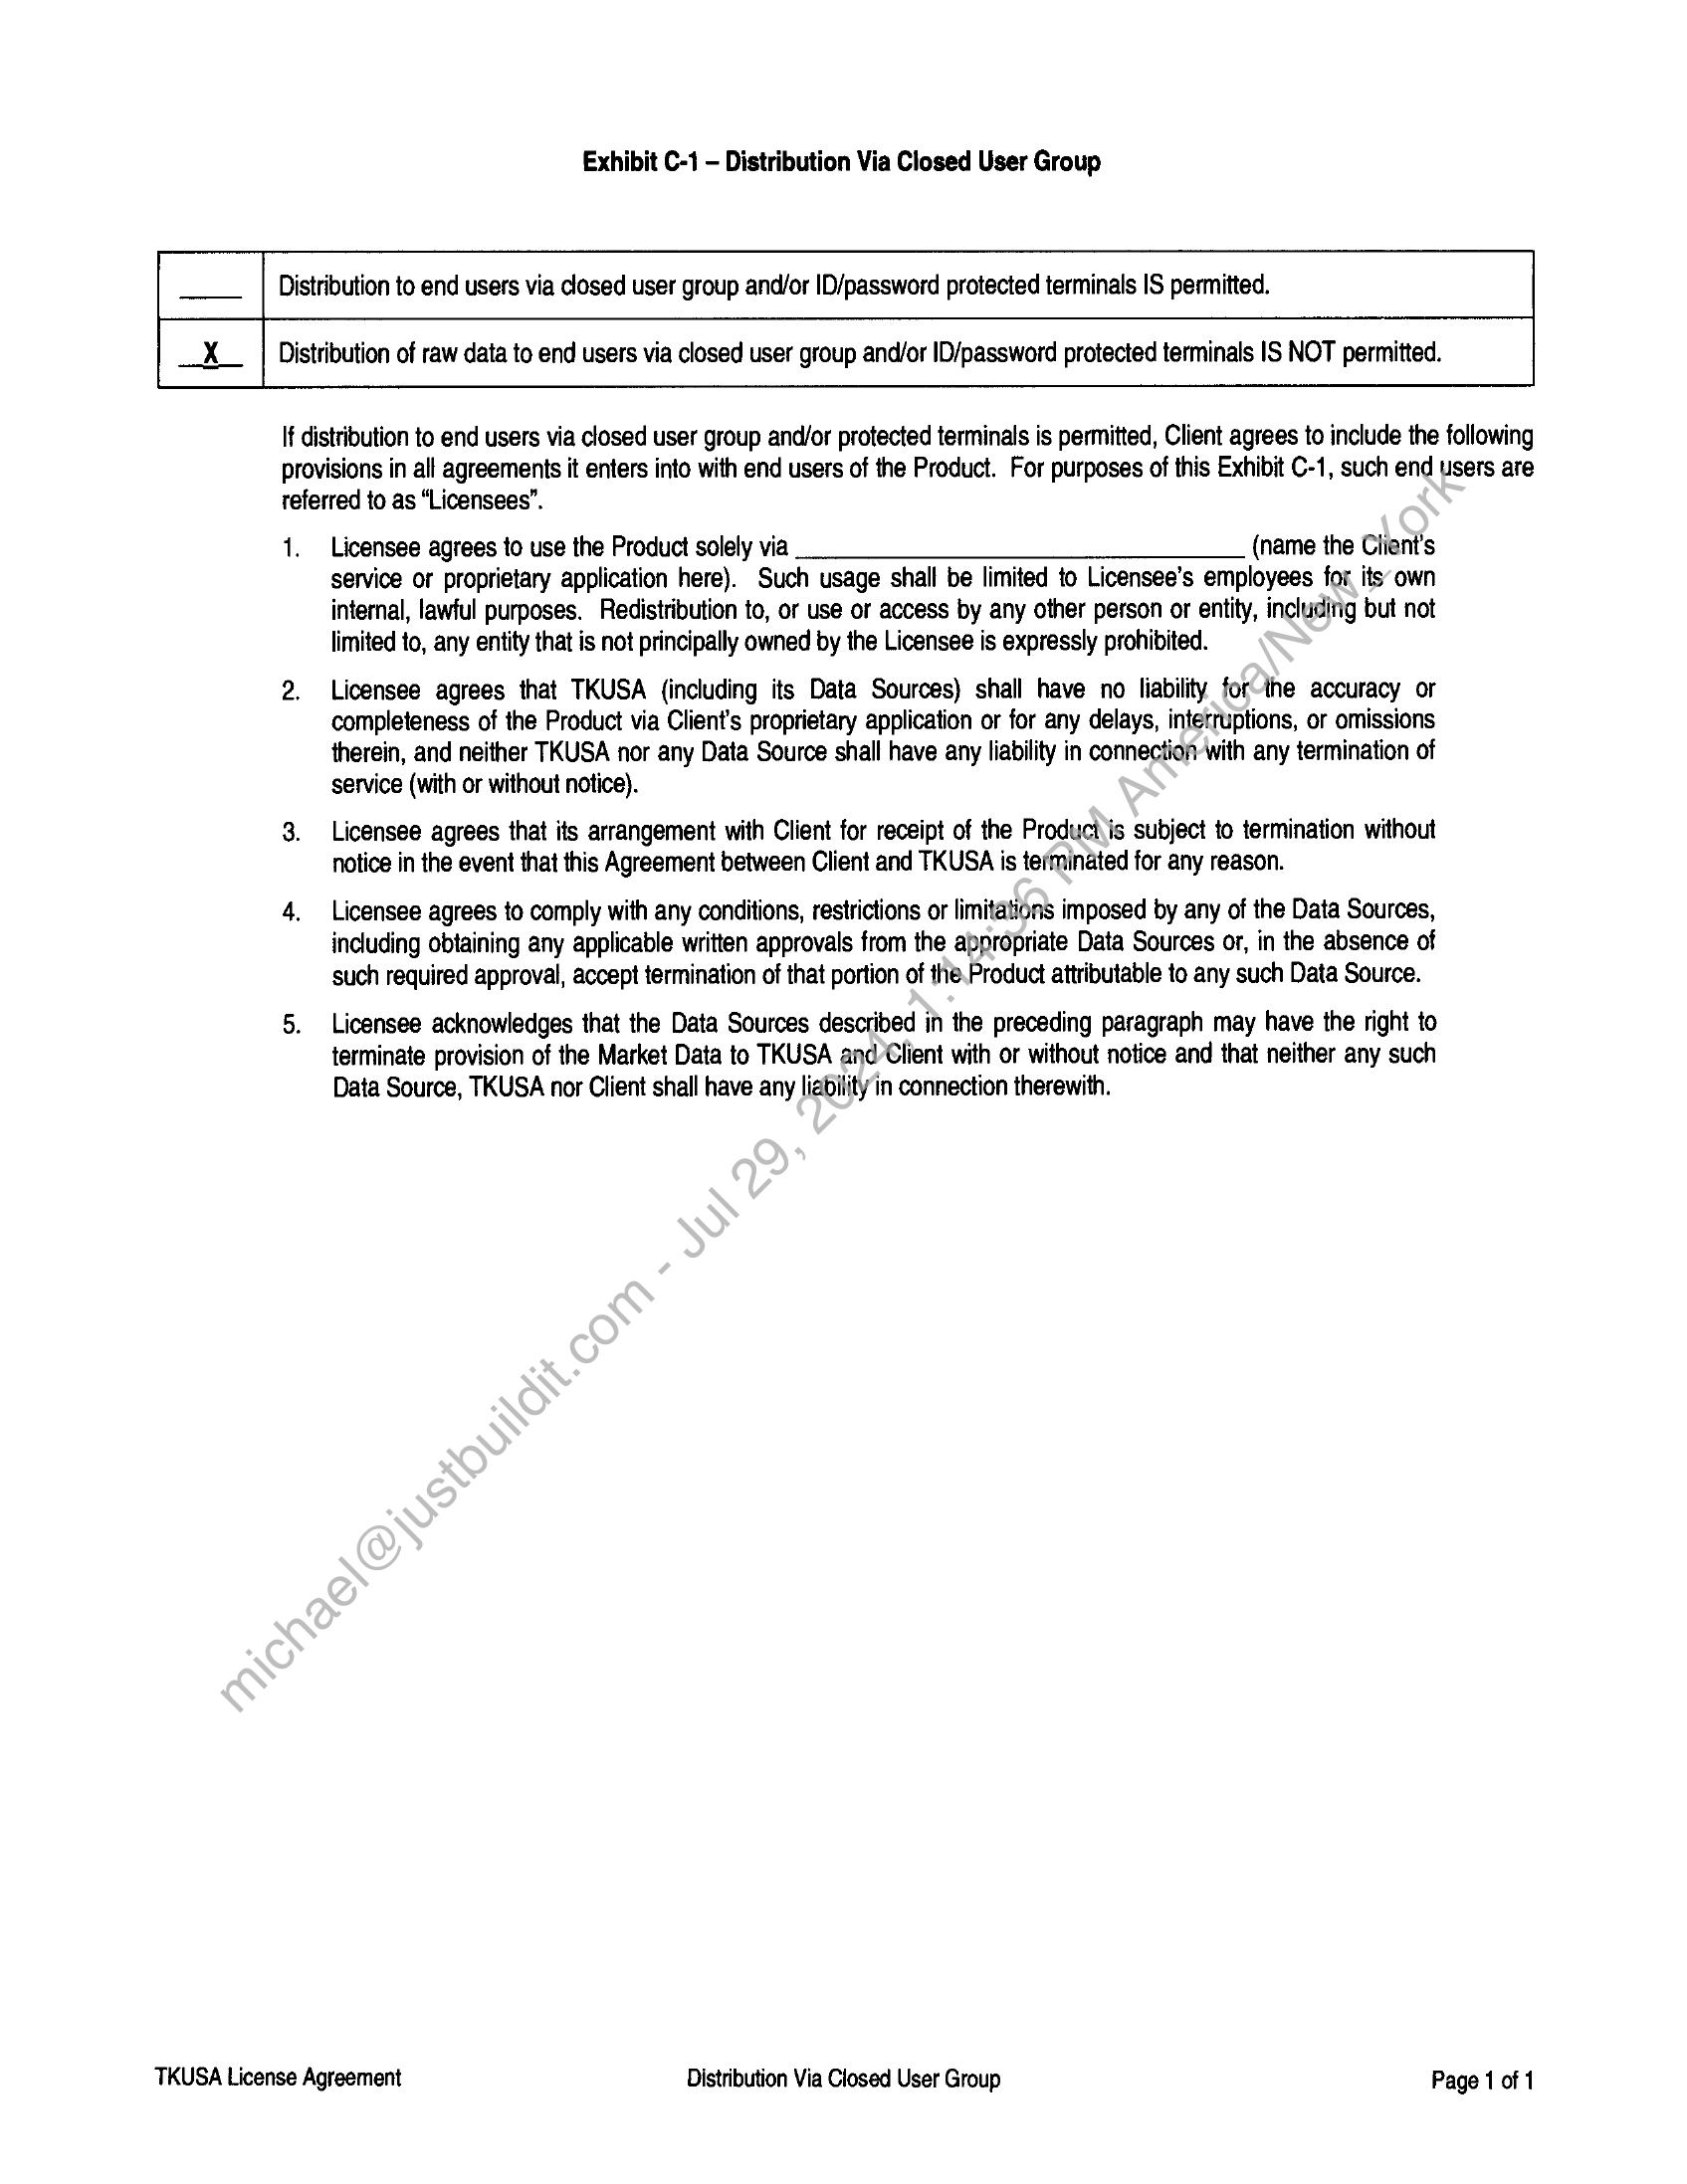 Exhibit C-1 – Distribution Via Closed User Group
____ Distribution to end users via closed user group and/or ID/password protected terminals IS permitted.
__X__ Distribution of raw data to end users via closed user group and/or ID/password protected terminals IS NOT permitted.
If distribution to end users via closed user group and/or protected terminals is permitted, Client agrees to include the following
provisions in all agreements it enters into with end users of the Product. For purposes of this Exhibit C-1, such end users are
referred to as “Licensees”.
1. Licensee agrees to use the Product solely via ____________________ (name the Client's
service or proprietary application here). Such usage shall be limited to Licensee's employees for its own
internal, lawful purposes. Redistribution to, or use or access by any other person or entity, including but not
limited to, any entity that is not principally owned by the Licensee is expressly prohibited.
2. Licensee agrees that TKUSA (including its Data Sources) shall have no liability for the accuracy or
completeness of the Product via Client's proprietary application or for any delays, interruptions, or omissions
therein, and neither TKUSA nor any Data Source shall have any liability in connection with any termination of
service (with or without notice).
3. Licensee agrees that its arrangement with Client for receipt of the Product is subject to termination without
notice in the event that this Agreement between Client and TKUSA is terminated for any reason.
4. Licensee agrees to comply with any conditions, restrictions or limitations imposed by any of the Data Sources,
including obtaining any applicable written approvals from the appropriate Data Sources or, in the absence of
such required approval, accept termination of that portion of the Product attributable to any such Data Source.
5. Licensee acknowledges that the Data Sources described in the preceding paragraph may have the right to
terminate provision of the Market Data to TKUSA and Client with or without notice and that neither any such
Data Source, TKUSA nor Client shall have any liability in connection therewith.
michael@justbuildit.com - Jul 29, 2024, 1:14:36 PM America/New_York
TKUSA License Agreement Distribution Via Closed User Group Page 1 of 1